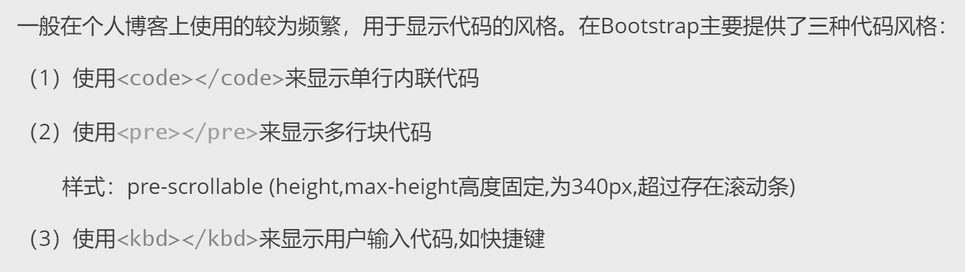 一般在个人博客上使用的较为频繁，用于显示代码的风格。在Bootstrap主要提供了三种代码风格：
（1）使用<code></code>来显示单行内联代码
（2）使用<pre></pre>来显示多行块代码
样式：pre-scrollable (height,max-height高度固定,为340px,超过存在滚动条)
（3）使用<kbd></kbd>来显示用户输入代码,如快捷键